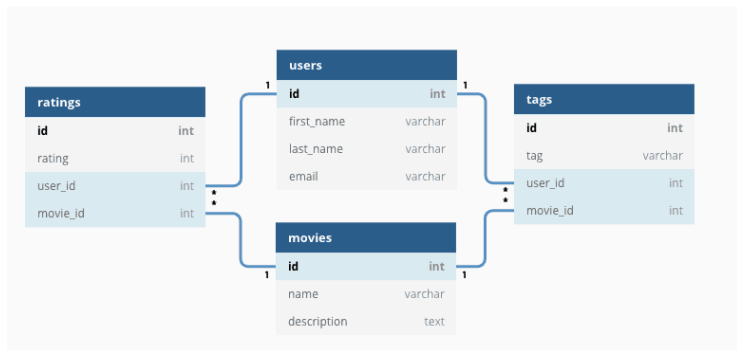 users
id int
first_name varchar
last_name varchar
email varchar
1
1
ratings
id int
rating int
user_id int
movie_id int
*
*
tags
id int
tag varchar
user_id int
movie_id int
*
*
movies
id int
name varchar
description text
1
1